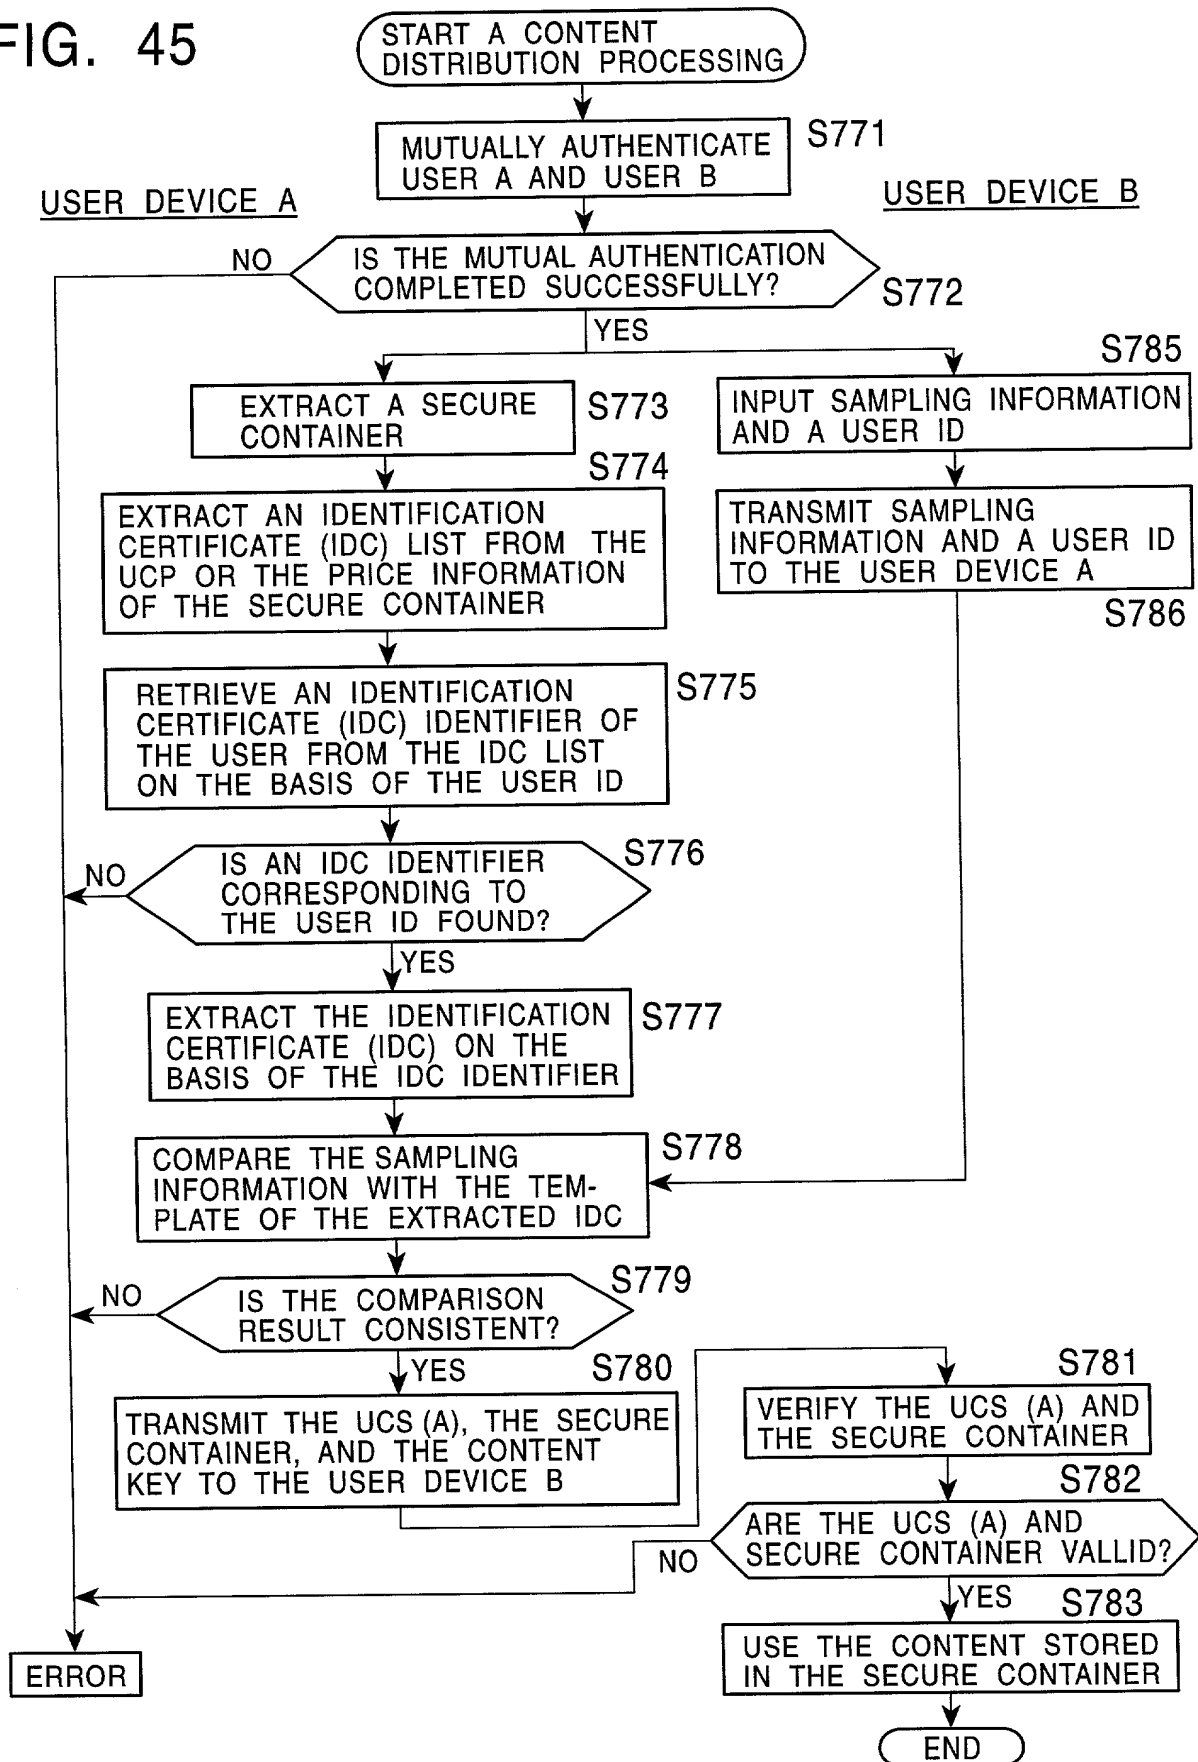 FIG. 45
START A CONTENT
DISTRIBUTION PROCESSING
S771
MUTUALLY AUTHENTICATE
USER A AND USER B
USER DEVICE A
USER DEVICE B
NO
IS THE MUTUAL AUTHENTICATION
COMPLETED SUCCESSFULLY?
S772
YES
S785
EXTRACT A SECURE
CONTAINER
S773
INPUT SAMPLING INFORMATION
AND A USER ID
S774
EXTRACT AN IDENTIFICATION
CERTIFICATE (IDC) LIST FROM THE
UCP OR THE PRICE INFORMATION
OF THE SECURE CONTAINER
TRANSMIT SAMPLING
INFORMATION AND A USER ID
TO THE USER DEVICE A
S786
S775
RETRIEVE AN IDENTIFICATION
CERTIFICATE (IDC) IDENTIFIER OF
THE USER FROM THE IDC LIST
ON THE BASIS OF THE USER ID
S776
NO
IS AN IDC IDENTIFIER
CORRESPONDING TO
THE USER ID FOUND?
YES
EXTRACT THE IDENTIFICATION
CERTIFICATE (IDC) ON THE
BASIS OF THE IDC IDENTIFIER
S777
S778
COMPARE THE SAMPLING
INFORMATION WITH THE TEM-
PLATE OF THE EXTRACTED IDC
S779
NO
IS THE COMPARISON
RESULT CONSISTENT?
YES
S780
S781
TRANSMIT THE UCS (A), THE SECURE
CONTAINER, AND THE CONTENT
KEY TO THE USER DEVICE B
VERIFY THE UCS (A) AND
THE SECURE CONTAINER
S782
ARE THE UCS (A) AND
SECURE CONTAINER VALLID?
NO
YES
S783
USE THE CONTENT STORED
IN THE SECURE CONTAINER
ERROR
END